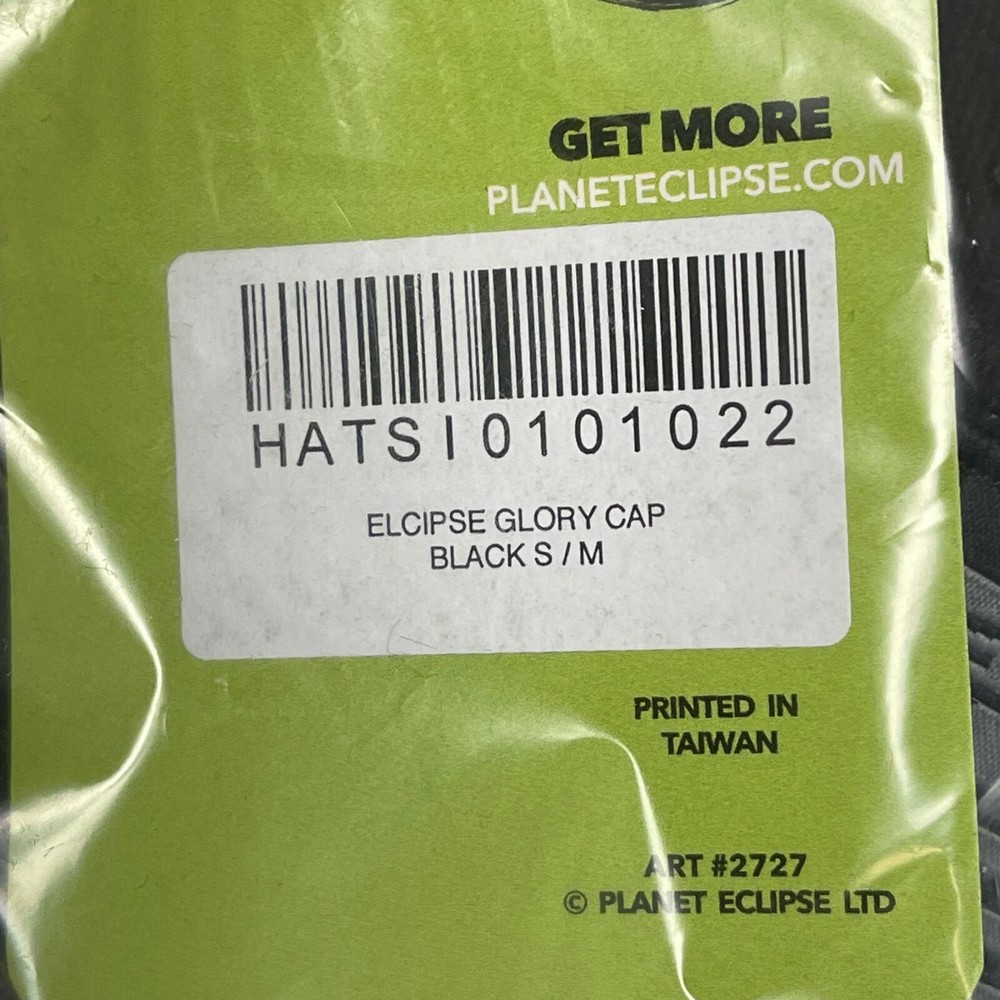 GET MORE
PLANETECLIPSE.COM
HATSI0101022
ELCIPSE GLORY CAP
BLACK S / M
PRINTED IN
TAIWAN
ART #2727
© PLANET ECLIPSE LTD